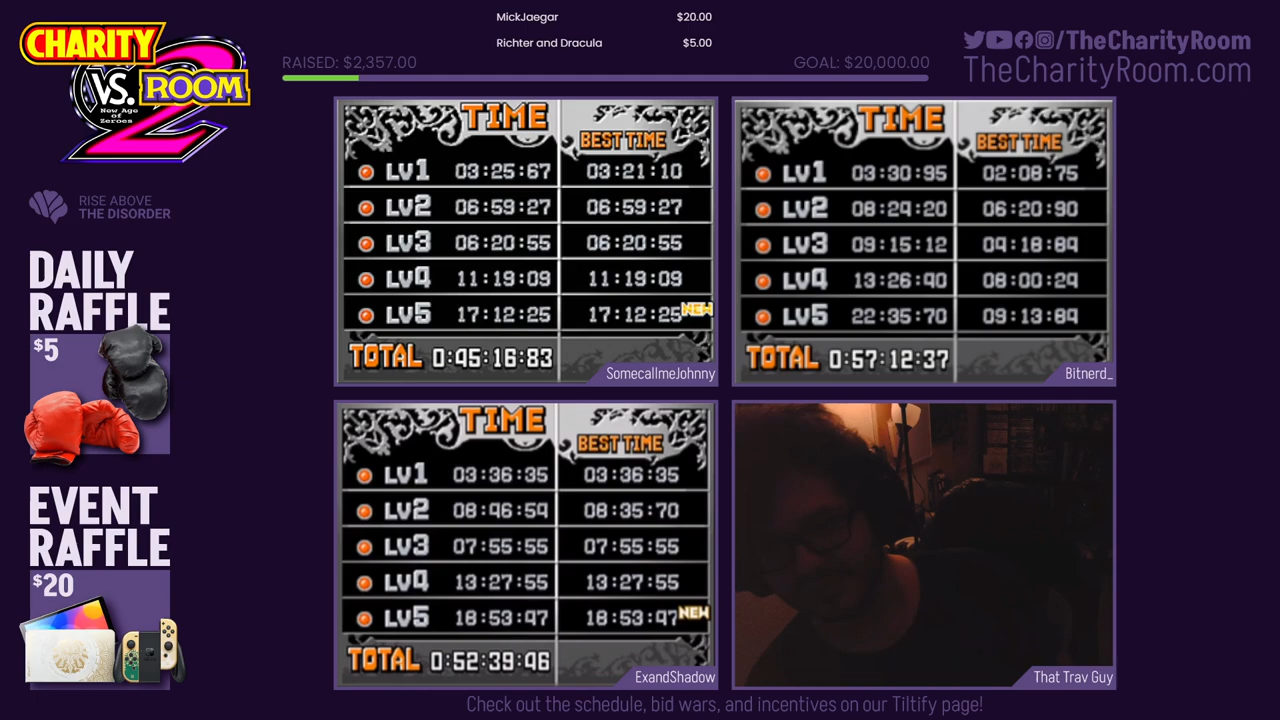 CHARITY
VS. ROOM
New Age
of
Zeroes
2
MickJaegar $20.00
Richter and Dracula $5.00
RAISED: $2,357.00 GOAL: $20,000.00
/TheCharityRoom
TheCharityRoom.com
RISE ABOVE
THE DISORDER
DAILY
RAFFLE
$5
EVENT
RAFFLE
$20
TIME BEST TIME
LV1 03:25:67 03:21:10
LV2 06:59:27 06:59:27
LV3 06:20:55 06:20:55
LV4 11:19:09 11:19:09
LV5 17:12:25 17:12:25 NEW
TOTAL 0:45:16:83
SomecallmeJohnny
TIME BEST TIME
LV1 03:30:95 02:08:75
LV2 08:29:20 06:20:90
LV3 09:15:12 04:18:84
LV4 13:26:40 08:00:24
LV5 22:35:70 09:13:84
TOTAL 0:57:12:37
Bitnerd_
TIME BEST TIME
LV1 03:36:35 03:36:35
LV2 08:46:54 08:35:70
LV3 07:55:55 07:55:55
LV4 13:27:55 13:27:55
LV5 18:53:47 18:53:47 NEW
TOTAL 0:52:39:46
ExandShadow
That Trav Guy
Check out the schedule, bid wars, and incentives on our Tiltify page!